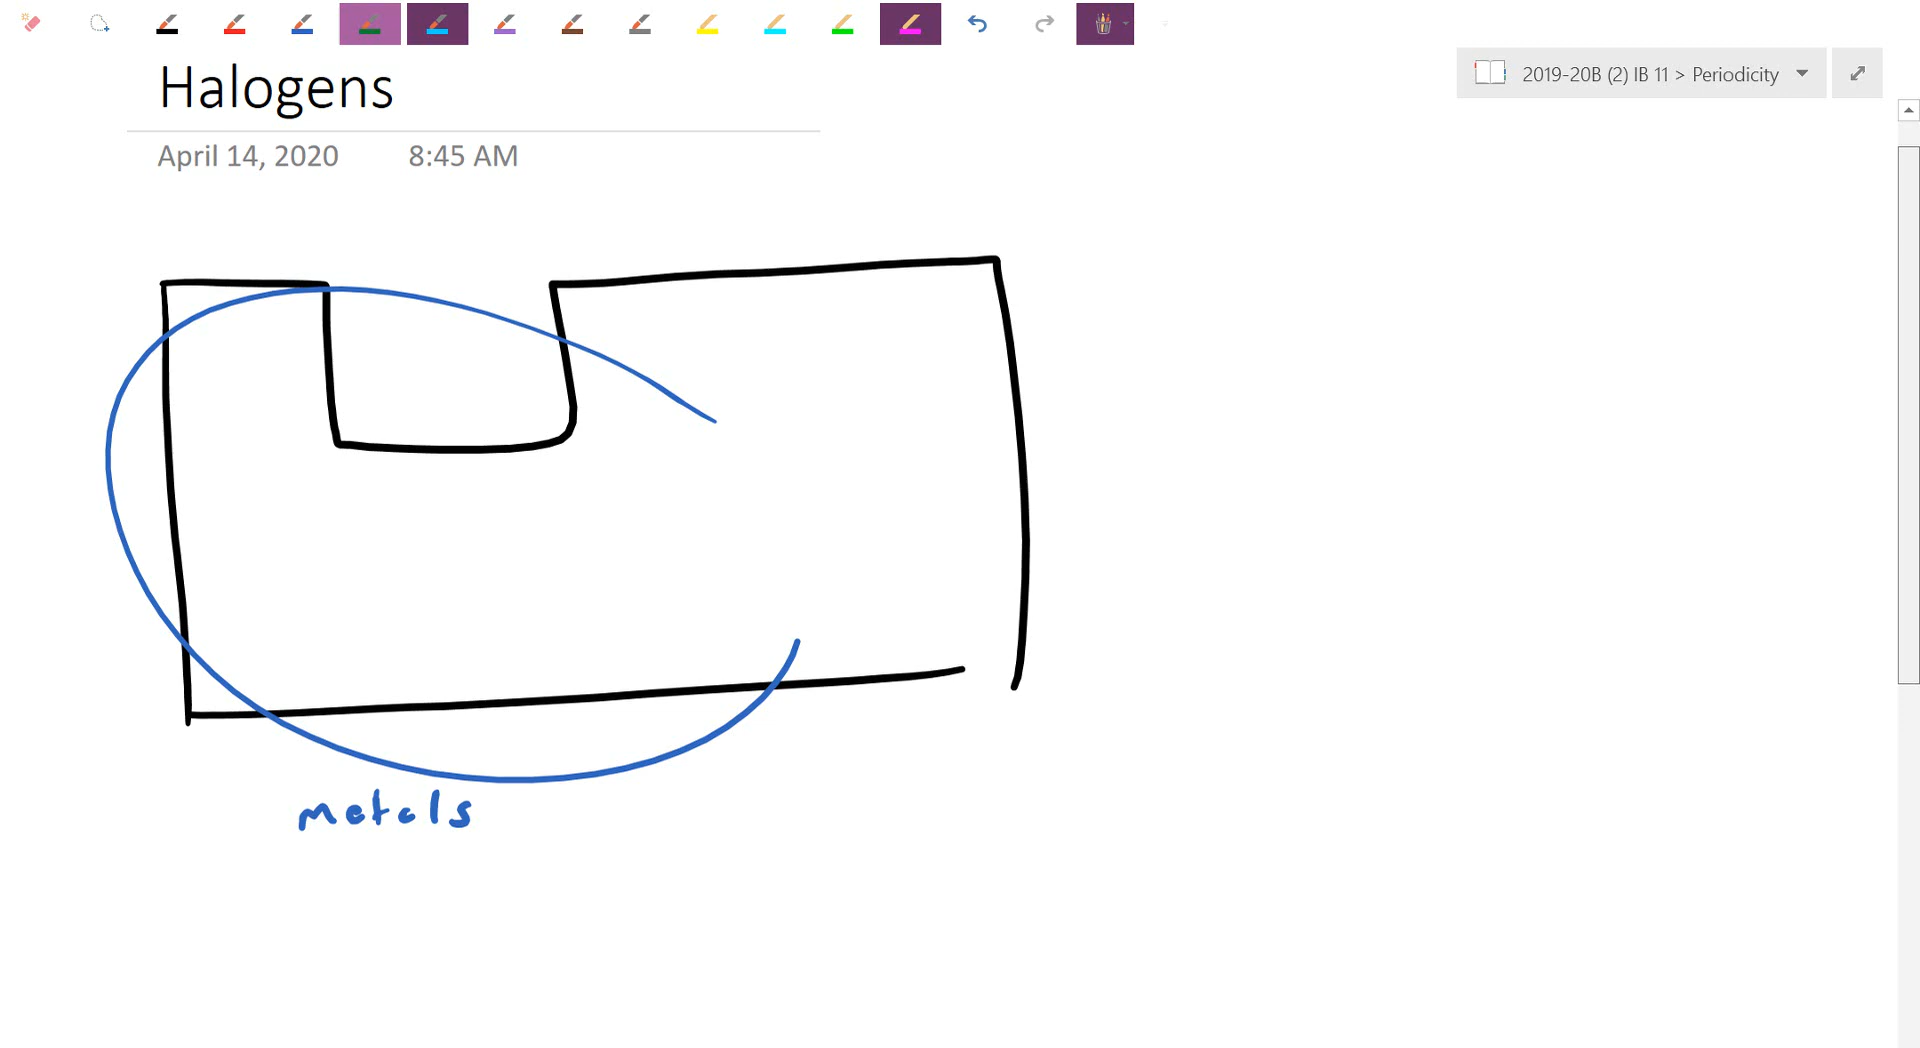 2019-20B (2) IB 11 > Periodicity
Halogens
April 14, 2020 8:45 AM
metals